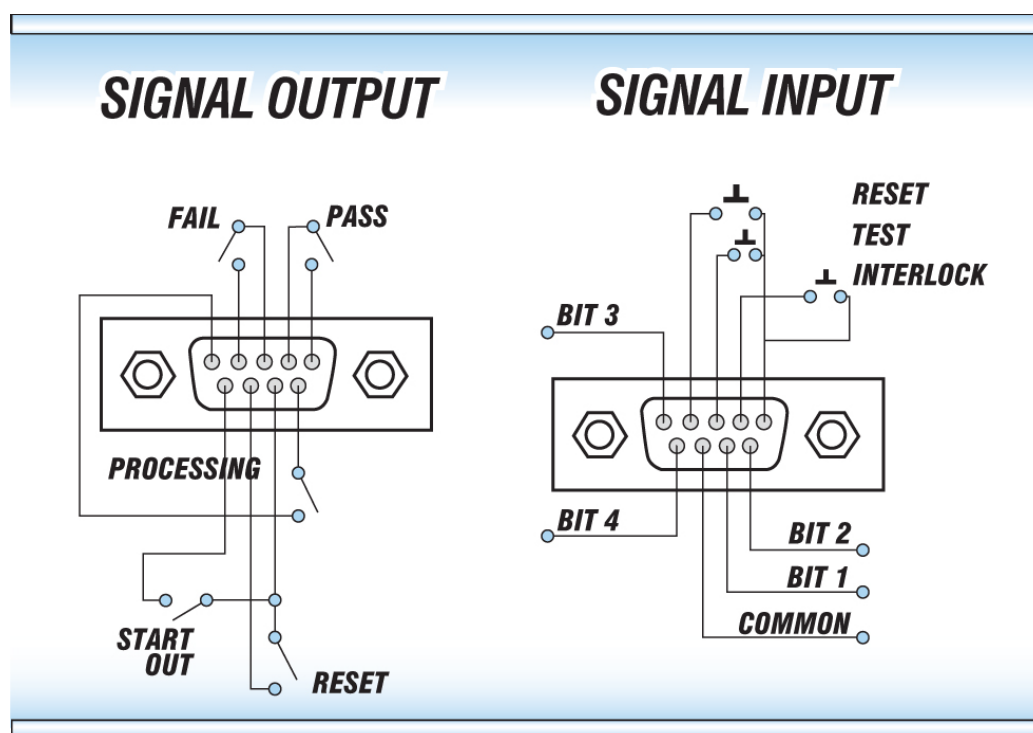 SIGNAL OUTPUT
FAIL
PASS
PROCESSING
START
OUT
RESET
SIGNAL INPUT
RESET
TEST
INTERLOCK
BIT 3
BIT 4
BIT 2
BIT 1
COMMON